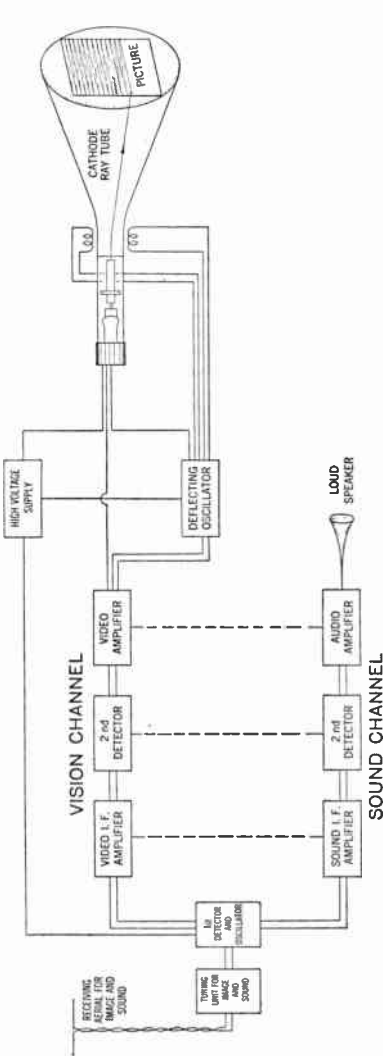 RECEIVING
AERIAL FOR
IMAGE AND
SOUND
TUNING
UNIT FOR
IMAGE
AND
SOUND
1st
DETECTOR
AND
OSCILLATOR
VISION CHANNEL
VIDEO I. F.
AMPLIFIER
2 nd
DETECTOR
VIDEO
AMPLIFIER
HIGH VOLTAGE
SUPPLY
DEFLECTING
OSCILLATOR
CATHODE
RAY TUBE
PICTURE
SOUND I. F.
AMPLIFIER
2 nd
DETECTOR
AUDIO
AMPLIFIER
LOUD
SPEAKER
SOUND CHANNEL